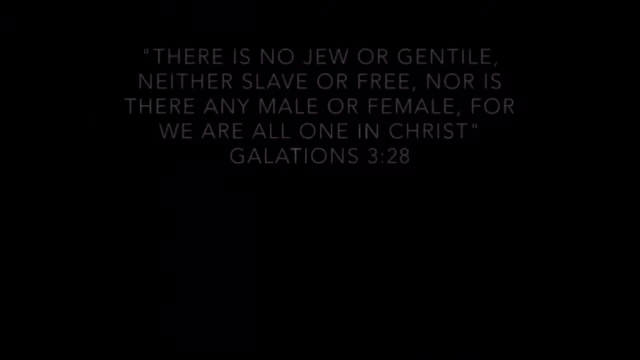 "THERE IS NO JEW OR GENTILE,
NEITHER SLAVE OR FREE, NOR IS
THERE ANY MALE OR FEMALE, FOR
WE ARE ALL ONE IN CHRIST"
GALATIONS 3:28